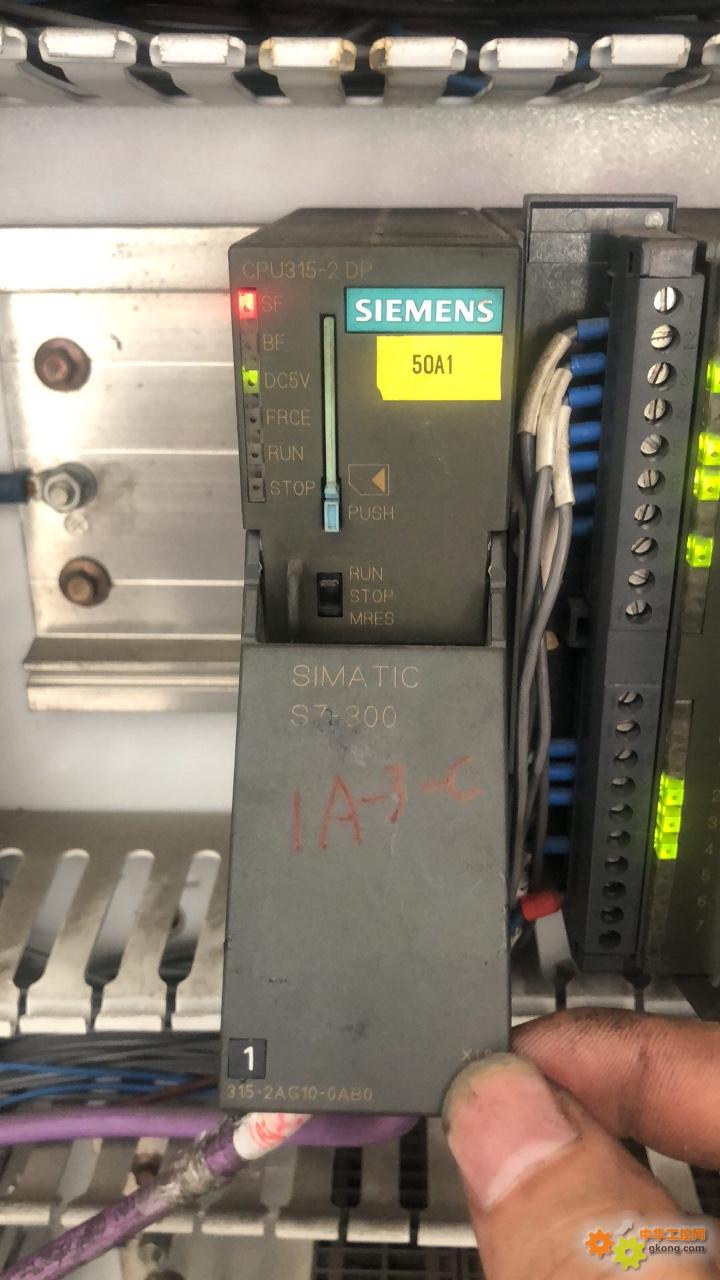 CPU315-2 DP
SF
SIEMENS
BF
50A1
DC5V
FRCE
RUN
STOP
PUSH
RUN
STOP
MRES
SIMATIC
S7-300
1A-3-C
1
315-2AG10-0AB0
1
2
3
4
5
6
7
中华工控网
gkong.com